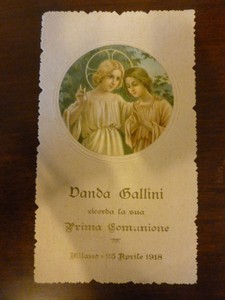 Vanda Gallini
ricorda la sua
Prima Comunione
Milano - 25 Aprile 1918